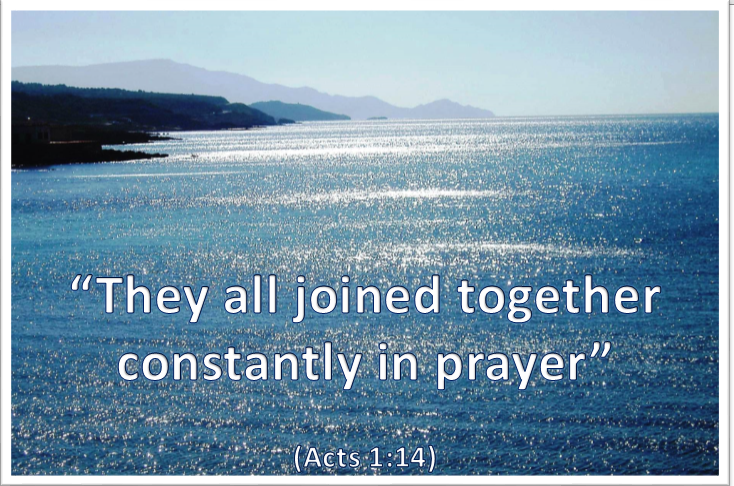 “They all joined together
constantly in prayer”
(Acts 1:14)